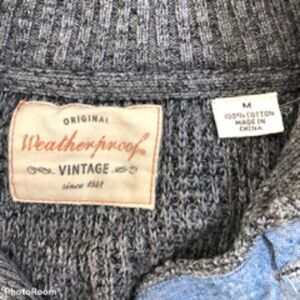 ORIGINAL
Weatherproof
VINTAGE
since 1948
M
100% COTTON
MADE IN
CHINA
PhotoRoom